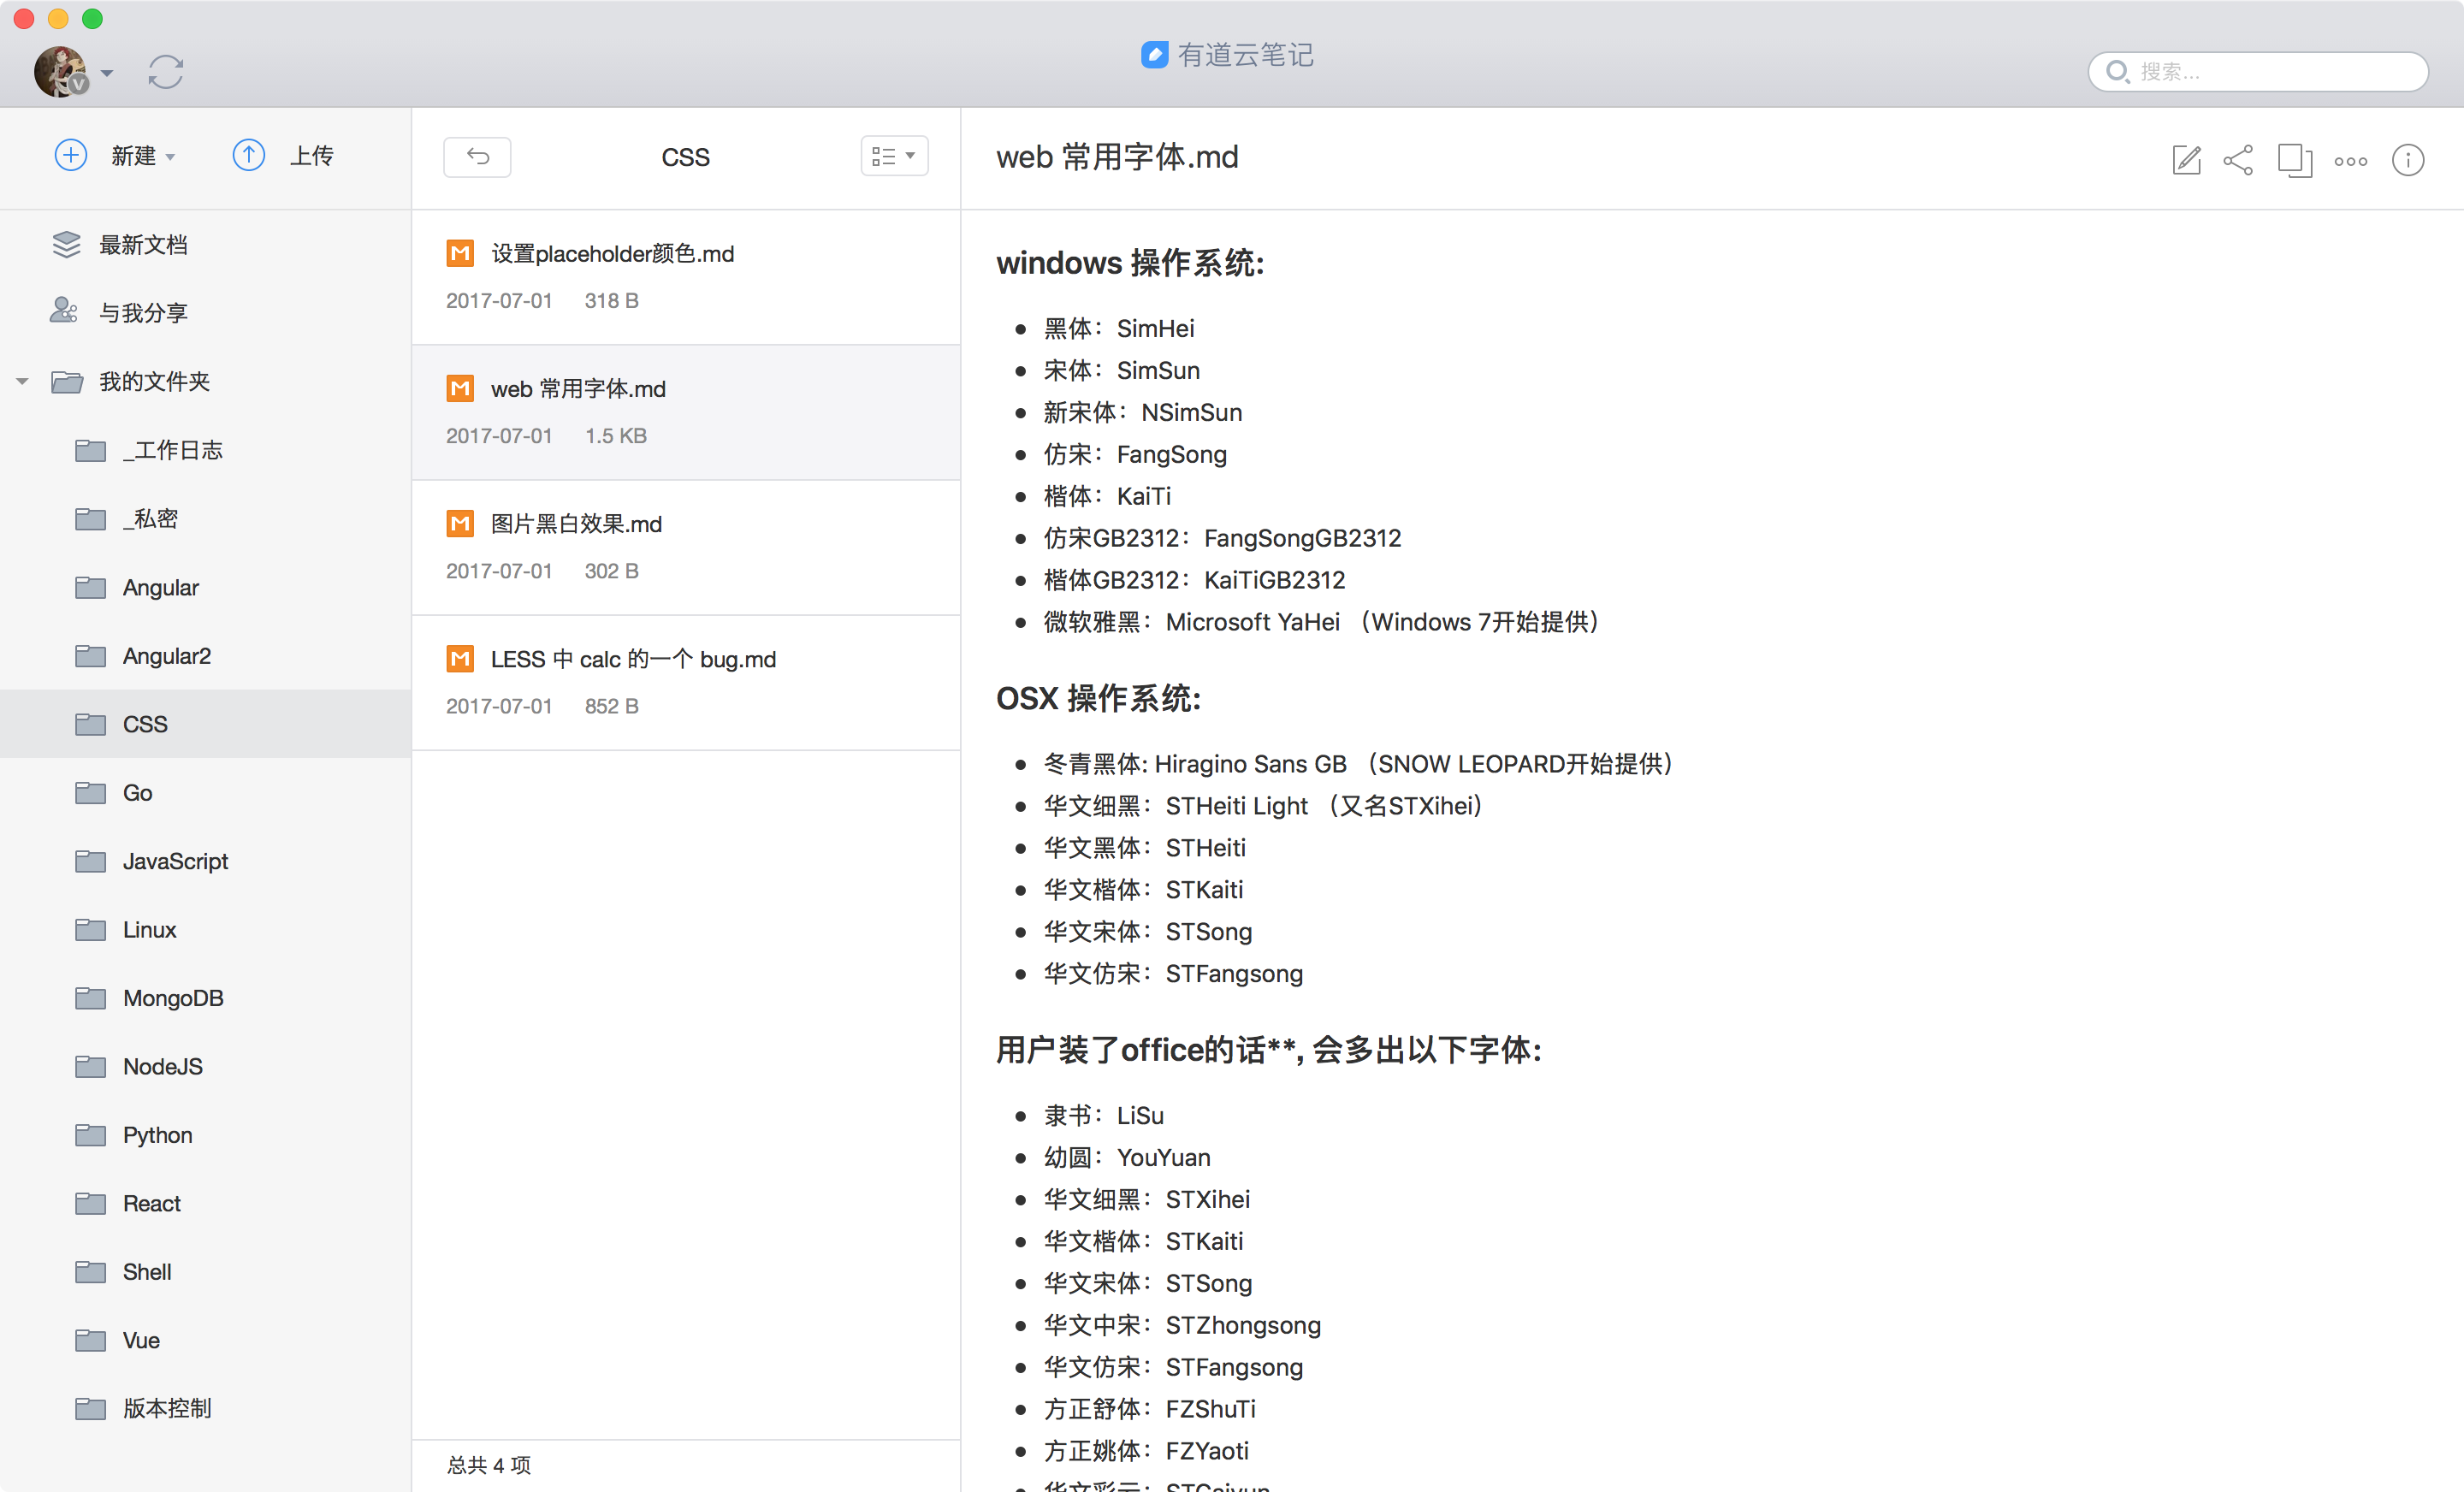 有道云笔记
搜索...
新建
上传
最新文档
与我分享
我的文件夹
_工作日志
_私密
Angular
Angular2
CSS
Go
JavaScript
Linux
MongoDB
NodeJS
Python
React
Shell
Vue
版本控制
CSS
设置placeholder颜色.md
2017-07-01 318 B
web 常用字体.md
2017-07-01 1.5 KB
图片黑白效果.md
2017-07-01 302 B
LESS 中 calc 的一个 bug.md
2017-07-01 852 B
总共 4 项
web 常用字体.md
windows 操作系统:
黑体：SimHei
宋体：SimSun
新宋体：NSimSun
仿宋：FangSong
楷体：KaiTi
仿宋GB2312：FangSongGB2312
楷体GB2312：KaiTiGB2312
微软雅黑：Microsoft YaHei （Windows 7开始提供）
OSX 操作系统:
冬青黑体: Hiragino Sans GB （SNOW LEOPARD开始提供）
华文细黑：STHeiti Light （又名STXihei）
华文黑体：STHeiti
华文楷体：STKaiti
华文宋体：STSong
华文仿宋：STFangsong
用户装了office的话**, 会多出以下字体:
隶书：LiSu
幼圆：YouYuan
华文细黑：STXihei
华文楷体：STKaiti
华文宋体：STSong
华文中宋：STZhongsong
华文仿宋：STFangsong
方正舒体：FZShuTi
方正姚体：FZYaoti
华文彩云：STCaiyun